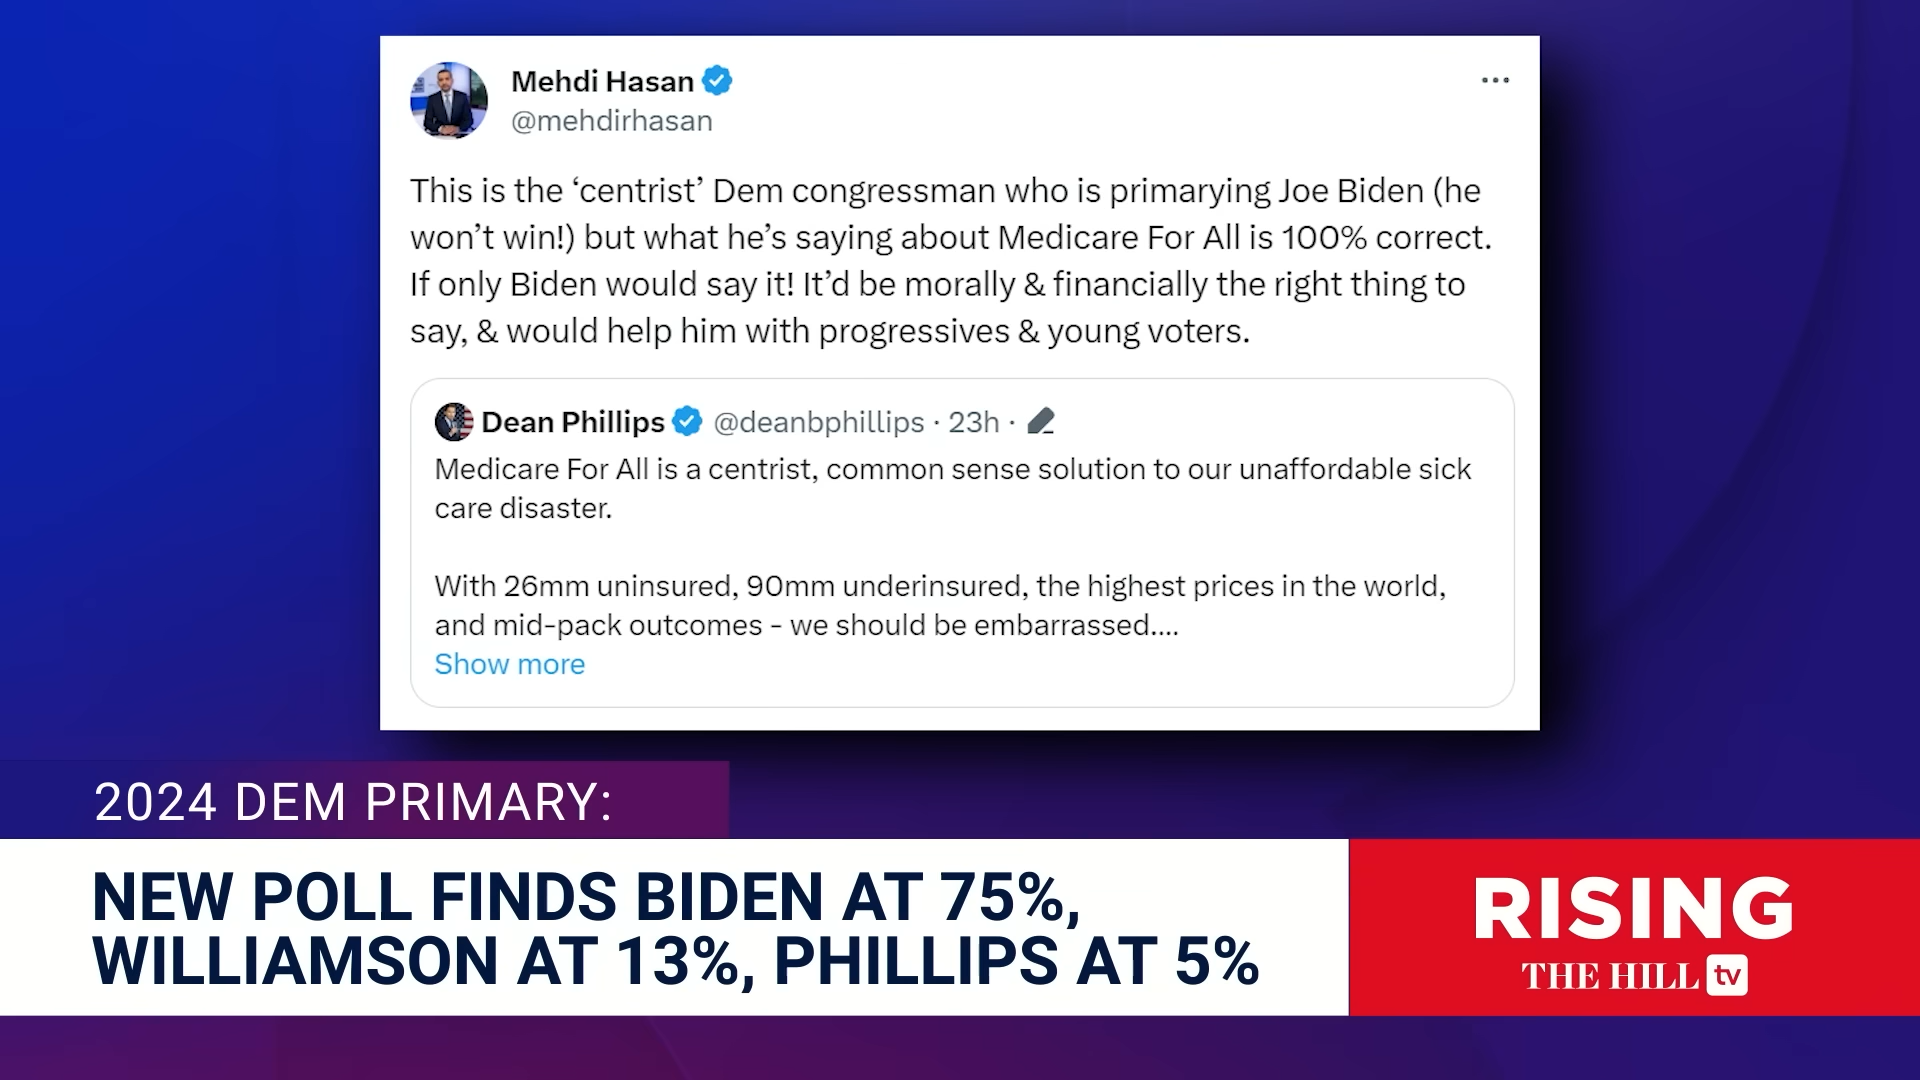 Mehdi Hasan
@mehdirhasan
This is the ‘centrist’ Dem congressman who is primarying Joe Biden (he
won’t win!) but what he’s saying about Medicare For All is 100% correct.
If only Biden would say it! It’d be morally & financially the right thing to
say, & would help him with progressives & young voters.
Dean Phillips @deanbphillips · 23h ·
Medicare For All is a centrist, common sense solution to our unaffordable sick
care disaster.
With 26mm uninsured, 90mm underinsured, the highest prices in the world,
and mid-pack outcomes - we should be embarrassed....
Show more
2024 DEM PRIMARY:
NEW POLL FINDS BIDEN AT 75%,
WILLIAMSON AT 13%, PHILLIPS AT 5%
RISING
THE HILL tv